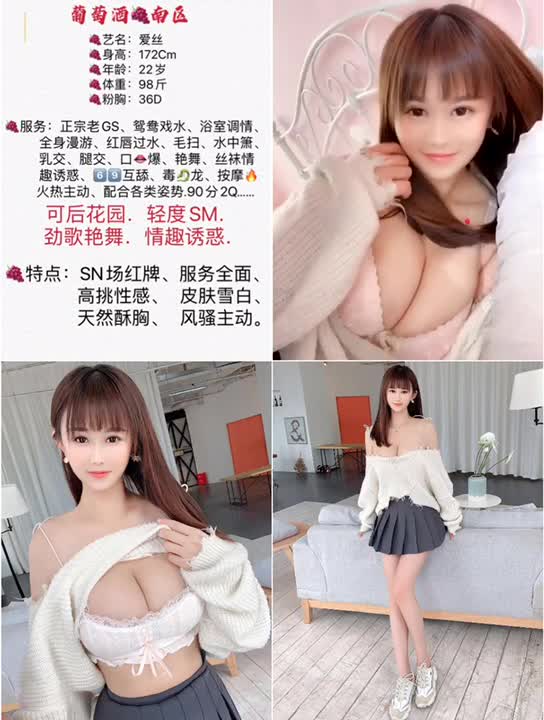 葡萄酒🍇南区
🍇艺名：爱丝
🍇身高：172Cm
🍇年龄：22岁
🍇体重：98斤
🍇粉胸：36D
🍇服务：正宗老GS、鸳鸯戏水、浴室调情、
全身漫游、红唇过水、毛扫、水中箫、
乳交、腿交、口👄爆、艳舞、丝袜情
趣诱惑、6️⃣9️⃣互舔、毒🐉龙、按摩🔥
火热主动、配合各类姿势.90分2Q......
可后花园．轻度SM．
劲歌艳舞．情趣诱惑．
🍇特点：SN场红牌、服务全面、
高挑性感、皮肤雪白、
天然酥胸、风骚主动。